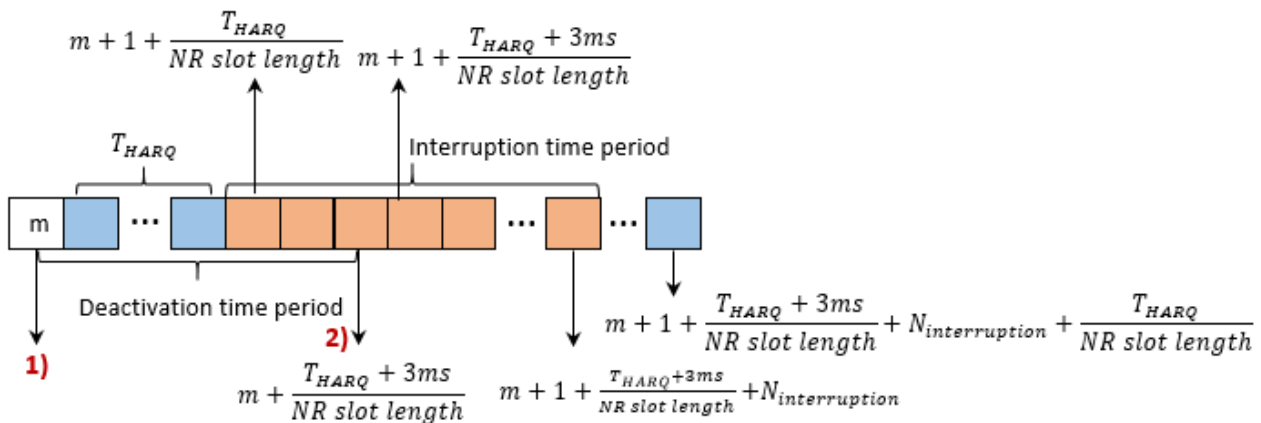 m + 1 + T_HARQ / NR slot length
m + 1 + (T_HARQ + 3ms) / NR slot length
T_HARQ
Interruption time period
m
...
...
...
Deactivation time period
1)
2)
m + (T_HARQ + 3ms) / NR slot length
m + 1 + (T_HARQ+3ms) / NR slot length +N_interruption
m + 1 + (T_HARQ + 3ms) / NR slot length + N_interruption + T_HARQ / NR slot length